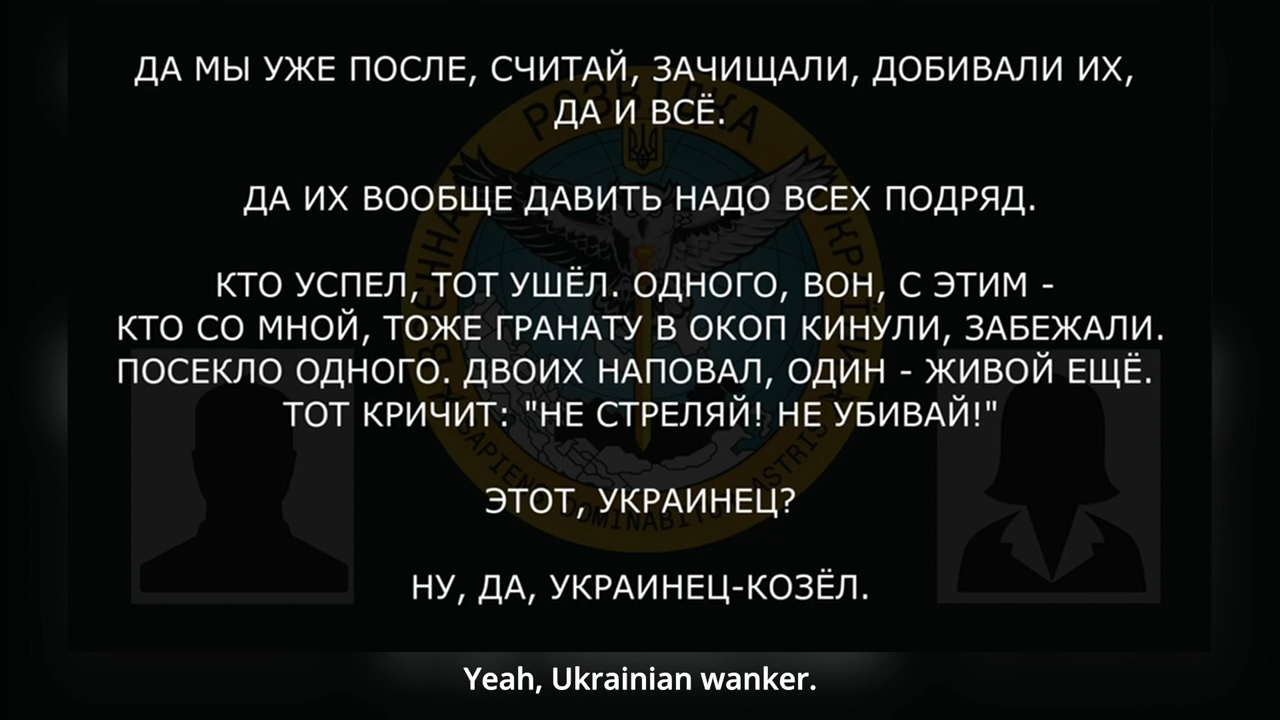 ДА МЫ УЖЕ ПОСЛЕ, СЧИТАЙ, ЗАЧИЩАЛИ, ДОБИВАЛИ ИХ,
ДА И ВСЁ.
ДА ИХ ВООБЩЕ ДАВИТЬ НАДО ВСЕХ ПОДРЯД.
КТО УСПЕЛ, ТОТ УШЁЛ. ОДНОГО, ВОН, С ЭТИМ -
КТО СО МНОЙ, ТОЖЕ ГРАНАТУ В ОКОП КИНУЛИ, ЗАБЕЖАЛИ.
ПОСЕКЛО ОДНОГО. ДВОИХ НАПОВАЛ, ОДИН - ЖИВОЙ ЕЩЁ.
ТОТ КРИЧИТ: "НЕ СТРЕЛЯЙ! НЕ УБИВАЙ!"
ЭТОТ, УКРАИНЕЦ?
НУ, ДА, УКРАИНЕЦ-КОЗЁЛ.
Yeah, Ukrainian wanker.
РОЗВІДКА